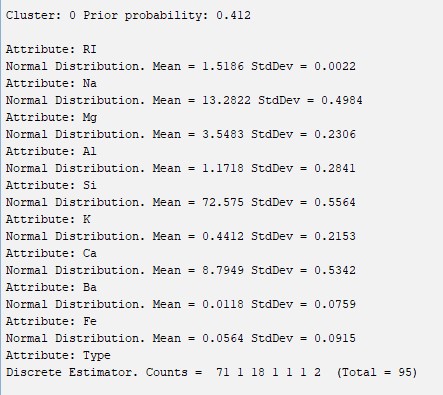 Cluster: 0 Prior probability: 0.412
Attribute: RI
Normal Distribution. Mean = 1.5186 StdDev = 0.0022
Attribute: Na
Normal Distribution. Mean = 13.2822 StdDev = 0.4984
Attribute: Mg
Normal Distribution. Mean = 3.5483 StdDev = 0.2306
Attribute: Al
Normal Distribution. Mean = 1.1718 StdDev = 0.2841
Attribute: Si
Normal Distribution. Mean = 72.575 StdDev = 0.5564
Attribute: K
Normal Distribution. Mean = 0.4412 StdDev = 0.2153
Attribute: Ca
Normal Distribution. Mean = 8.7949 StdDev = 0.5342
Attribute: Ba
Normal Distribution. Mean = 0.0118 StdDev = 0.0759
Attribute: Fe
Normal Distribution. Mean = 0.0564 StdDev = 0.0915
Attribute: Type
Discrete Estimator. Counts =  71 1 18 1 1 1 2  (Total = 95)